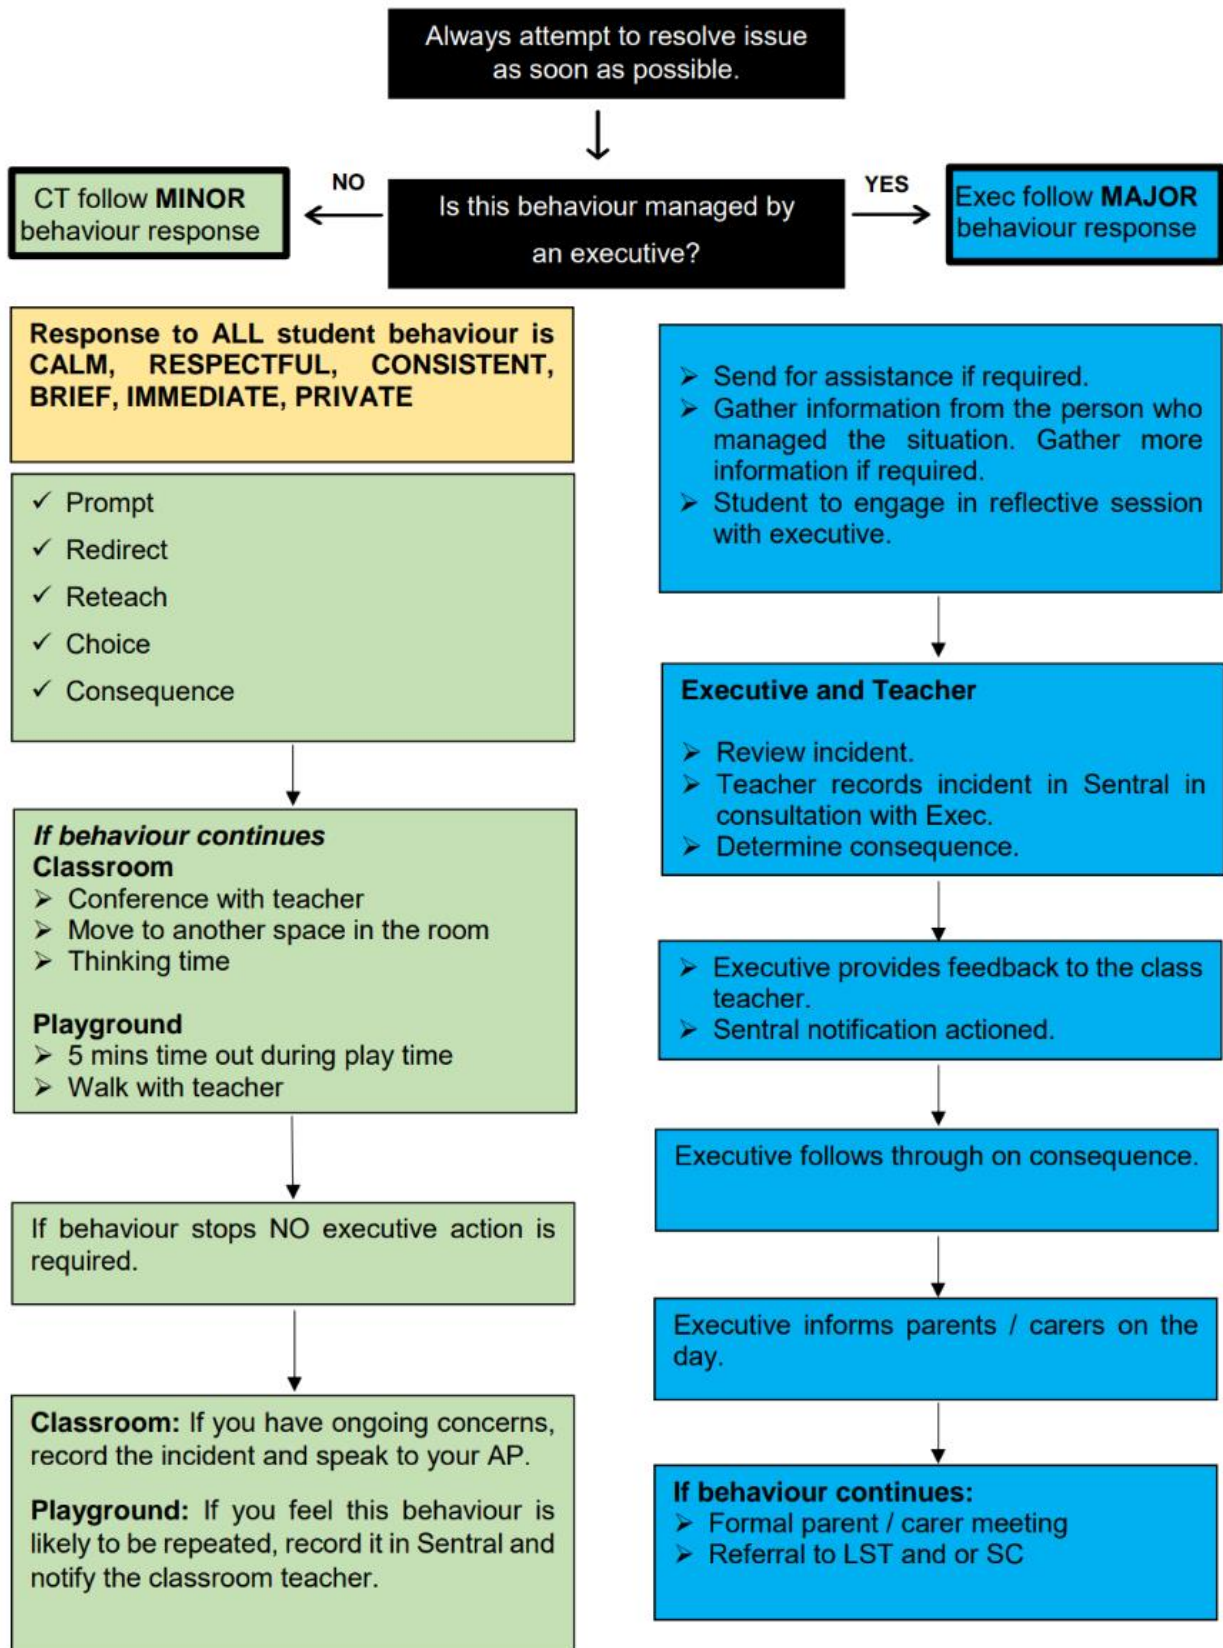 Always attempt to resolve issue
as soon as possible.
NO
YES
CT follow MINOR
behaviour response
Is this behaviour managed by
an executive?
Exec follow MAJOR
behaviour response
Response to ALL student behaviour is
CALM, RESPECTFUL, CONSISTENT,
BRIEF, IMMEDIATE, PRIVATE
✓ Prompt
✓ Redirect
✓ Reteach
✓ Choice
✓ Consequence
If behaviour continues
Classroom
➢ Conference with teacher
➢ Move to another space in the room
➢ Thinking time
Playground
➢ 5 mins time out during play time
➢ Walk with teacher
If behaviour stops NO executive action is
required.
Classroom: If you have ongoing concerns,
record the incident and speak to your AP.
Playground: If you feel this behaviour is
likely to be repeated, record it in Sentral and
notify the classroom teacher.
➢ Send for assistance if required.
➢ Gather information from the person who
managed the situation. Gather more
information if required.
➢ Student to engage in reflective session
with executive.
Executive and Teacher
➢ Review incident.
➢ Teacher records incident in Sentral in
consultation with Exec.
➢ Determine consequence.
➢ Executive provides feedback to the class
teacher.
➢ Sentral notification actioned.
Executive follows through on consequence.
Executive informs parents / carers on the
day.
If behaviour continues:
➢ Formal parent / carer meeting
➢ Referral to LST and or SC